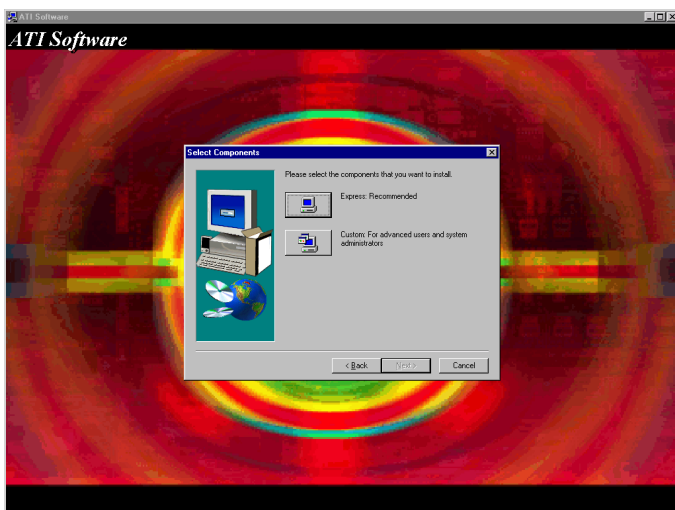 ATI Software
ATI Software
Select Components
Please select the components that you want to install.
Express: Recommended
Custom: For advanced users and system
administrators
< Back
Next >
Cancel